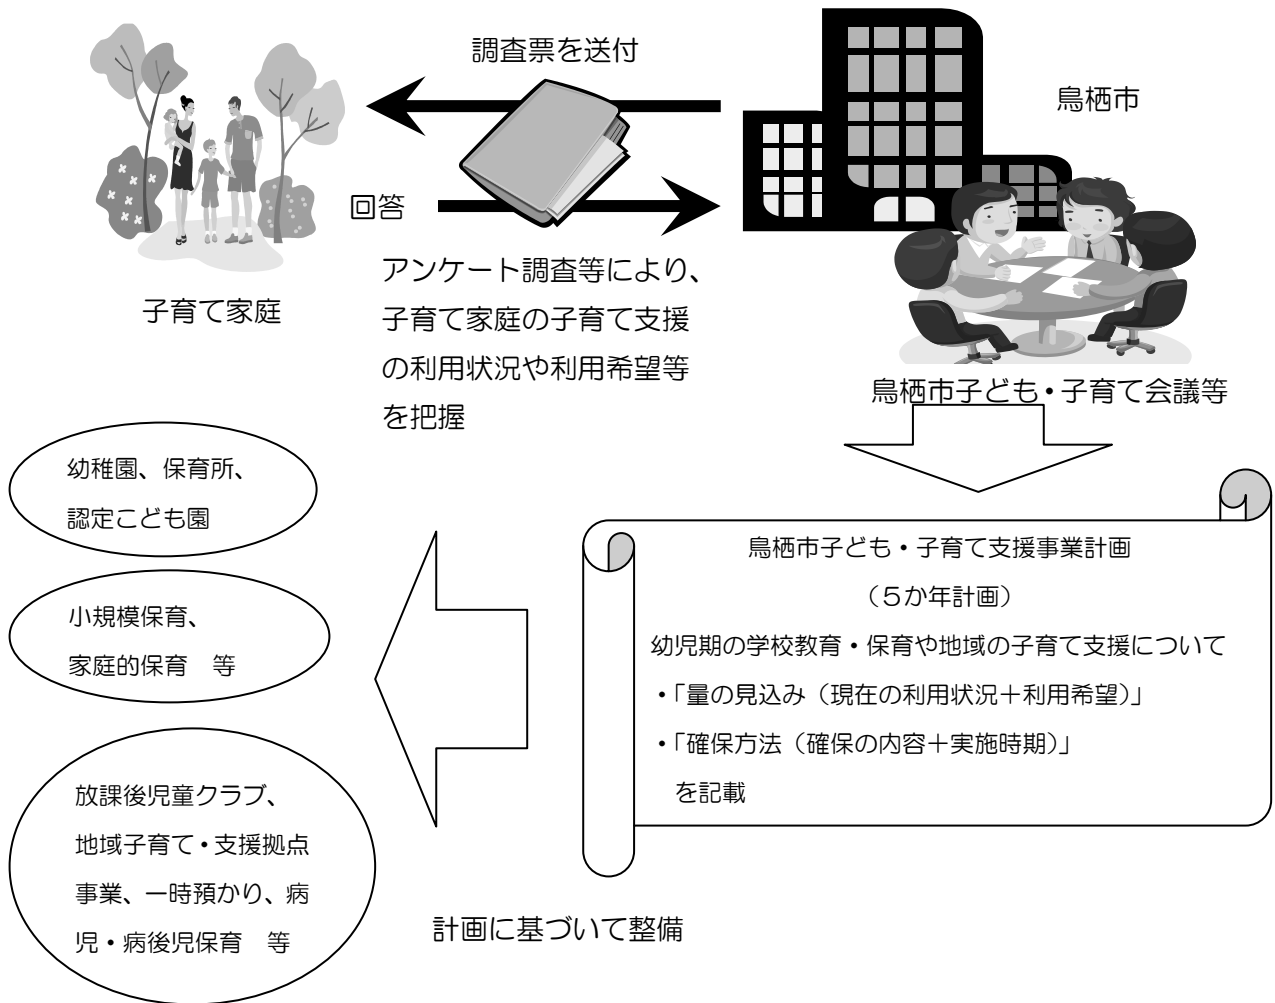 調査票を送付
鳥栖市
回答
子育て家庭
アンケート調査等により、
子育て家庭の子育て支援
の利用状況や利用希望等
を把握
鳥栖市子ども・子育て会議等
鳥栖市子ども・子育て支援事業計画
(５か年計画)
幼児期の学校教育・保育や地域の子育て支援について
・「量の見込み（現在の利用状況＋利用希望）」
・「確保方法（確保の内容＋実施時期）」
を記載
幼稚園、保育所、
認定こども園
小規模保育、
家庭的保育　等
放課後児童クラブ、
地域子育て・支援拠点
事業、一時預かり、病
児・病後児保育　等
計画に基づいて整備